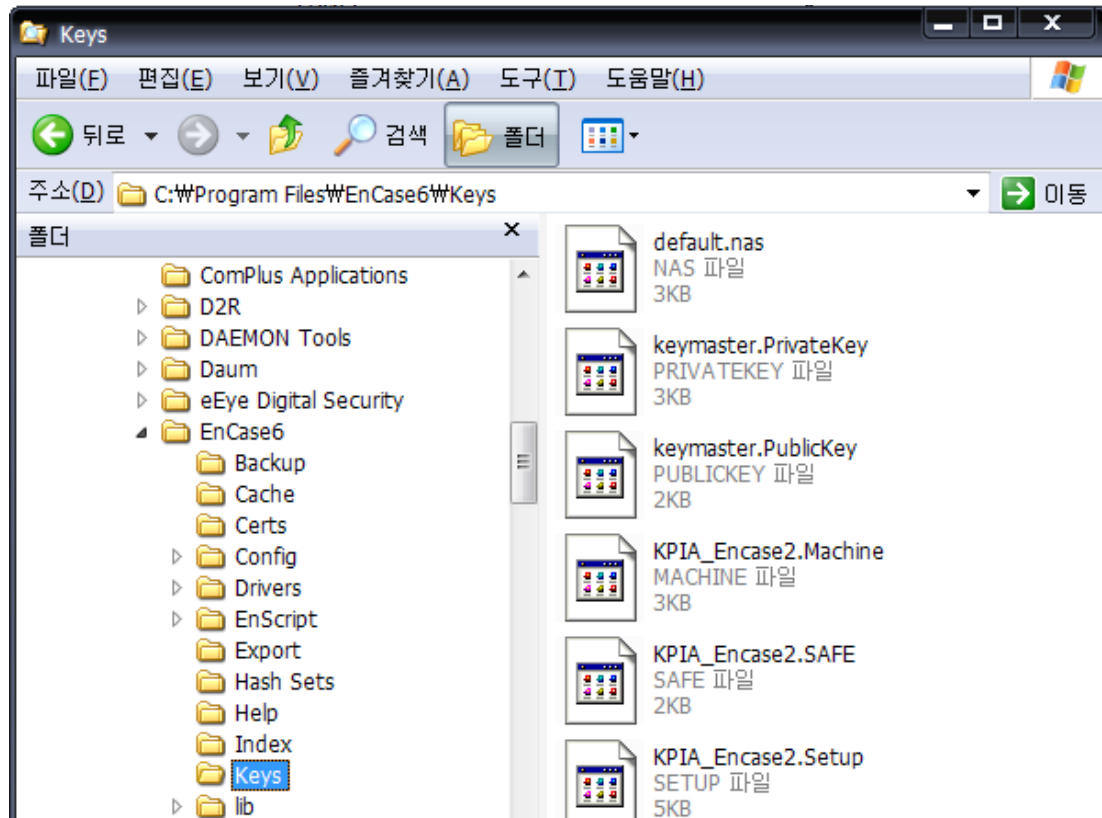 Keys
파일(F) 편집(E) 보기(V) 즐겨찾기(A) 도구(T) 도움말(H)
뒤로 검색 폴더
주소(D) C:₩Program Files₩EnCase6₩Keys 이동
폴더
ComPlus Applications
D2R
DAEMON Tools
Daum
eEye Digital Security
EnCase6
Backup
Cache
Certs
Config
Drivers
EnScript
Export
Hash Sets
Help
Index
Keys
lib
default.nas
NAS 파일
3KB
keymaster.PrivateKey
PRIVATEKEY 파일
3KB
keymaster.PublicKey
PUBLICKEY 파일
2KB
KPIA_Encase2.Machine
MACHINE 파일
3KB
KPIA_Encase2.SAFE
SAFE 파일
2KB
KPIA_Encase2.Setup
SETUP 파일
5KB